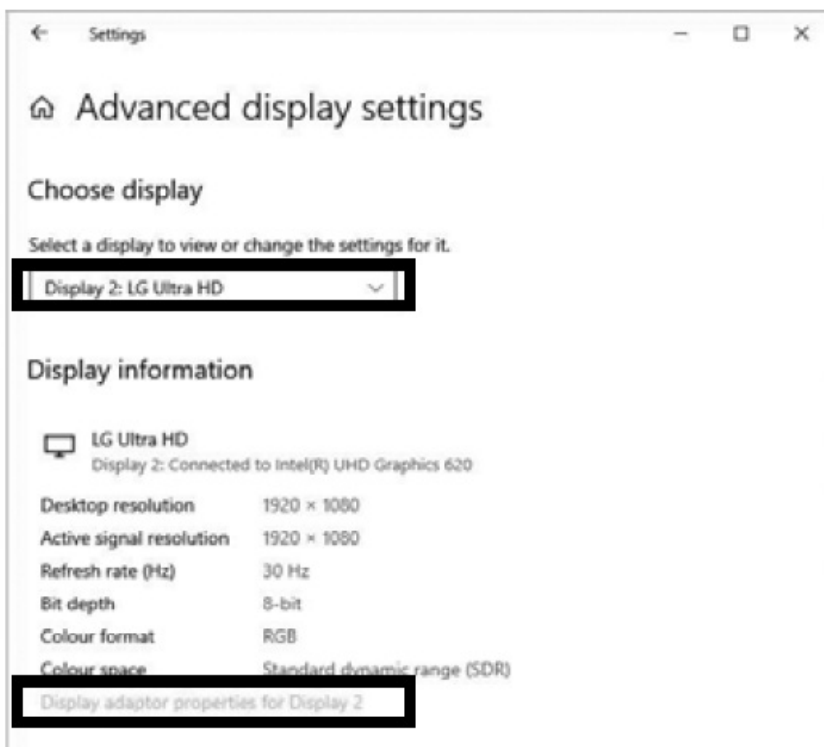 Settings
Advanced display settings
Choose display
Select a display to view or change the settings for it.
Display 2: LG Ultra HD
Display information
LG Ultra HD
Display 2: Connected to Intel(R) UHD Graphics 620
Desktop resolution 1920 × 1080
Active signal resolution 1920 × 1080
Refresh rate (Hz) 30 Hz
Bit depth 8-bit
Colour format RGB
Colour space Standard dynamic range (SDR)
Display adaptor properties for Display 2